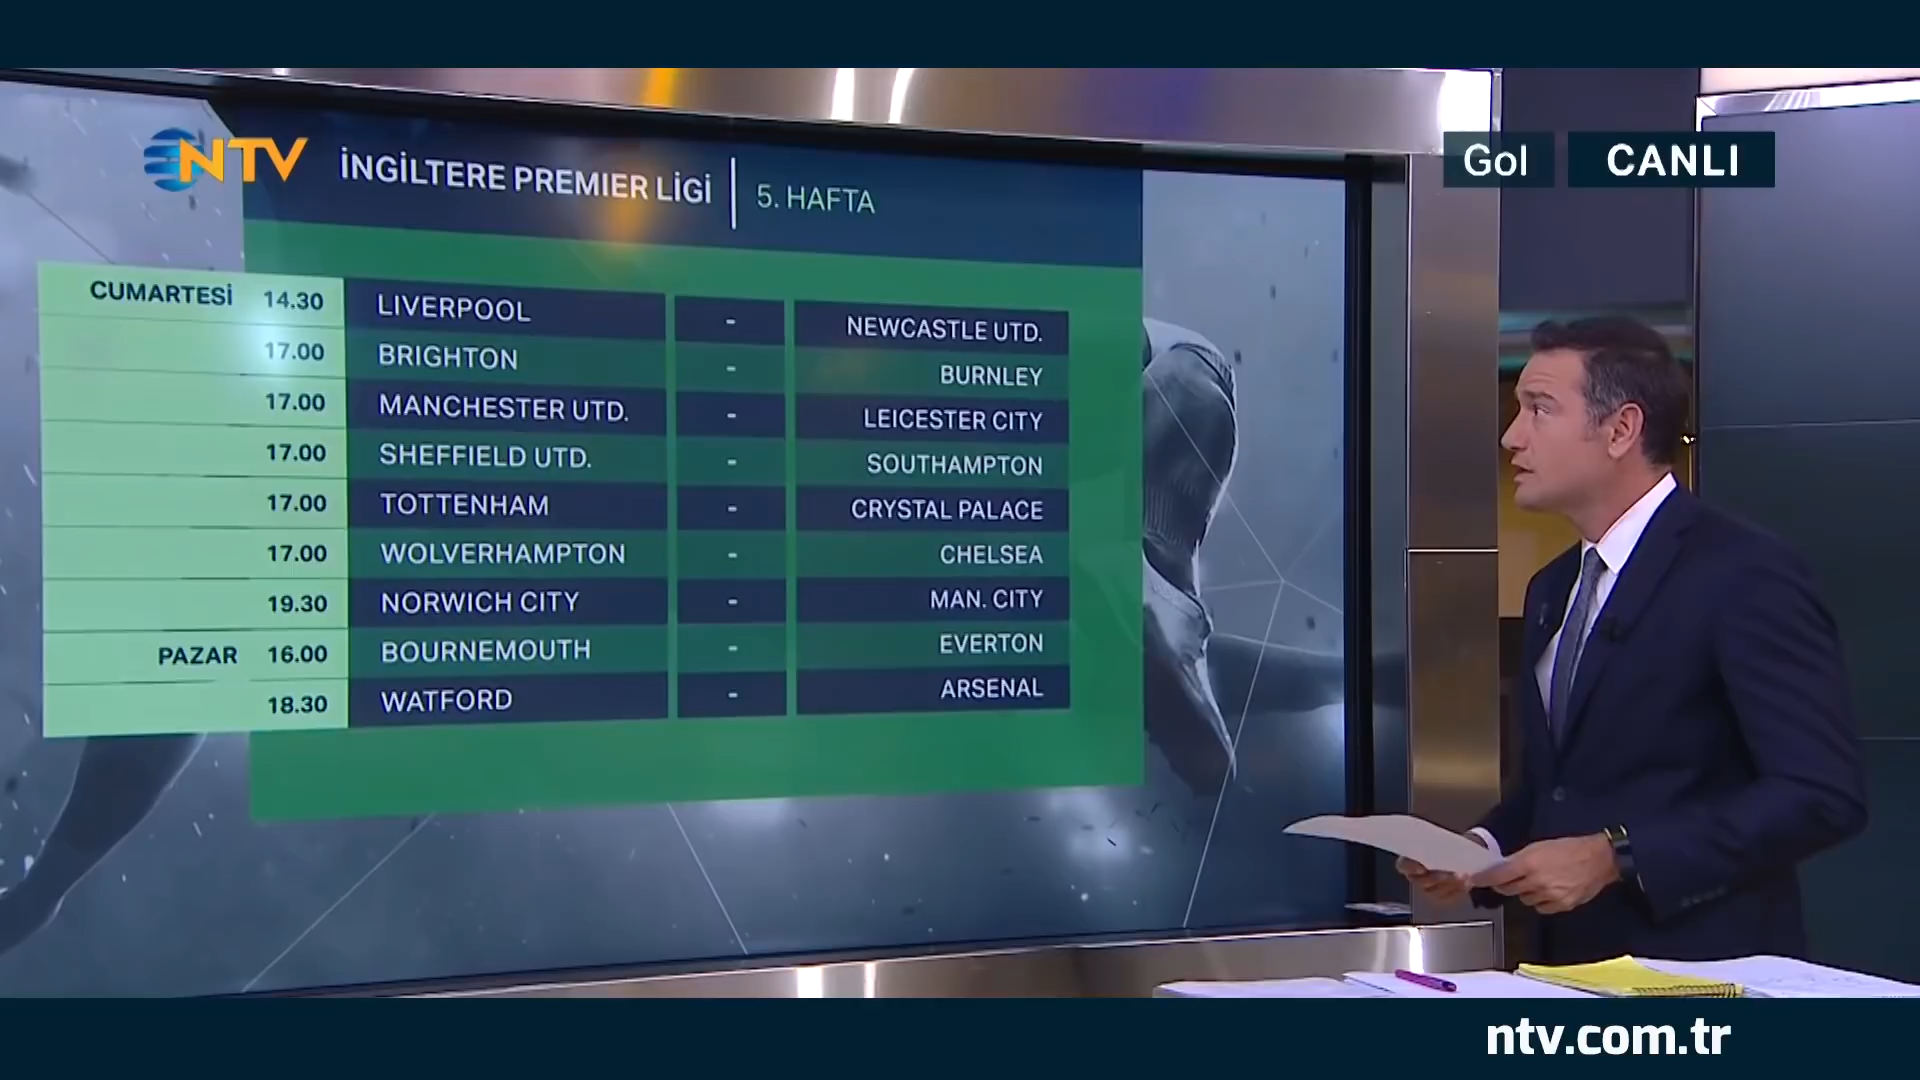 NTV
İNGİLTERE PREMIER LİGİ 5. HAFTA
Gol CANLI
CUMARTESİ 14.30 LIVERPOOL - NEWCASTLE UTD.
17.00 BRIGHTON - BURNLEY
17.00 MANCHESTER UTD. - LEICESTER CITY
17.00 SHEFFIELD UTD. - SOUTHAMPTON
17.00 TOTTENHAM - CRYSTAL PALACE
17.00 WOLVERHAMPTON - CHELSEA
19.30 NORWICH CITY - MAN. CITY
PAZAR 16.00 BOURNEMOUTH - EVERTON
18.30 WATFORD - ARSENAL
ntv.com.tr